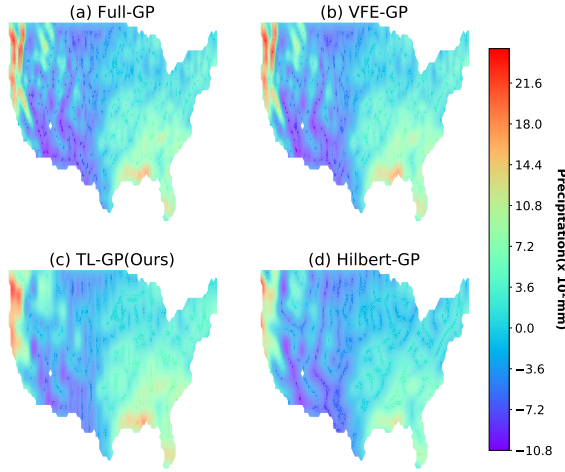 (a) Full-GP
(b) VFE-GP
(c) TL-GP(Ours)
(d) Hilbert-GP
21.6
18.0
14.4
10.8
7.2
3.6
0.0
−3.6
−7.2
−10.8
Precipitation(x 10²mm)